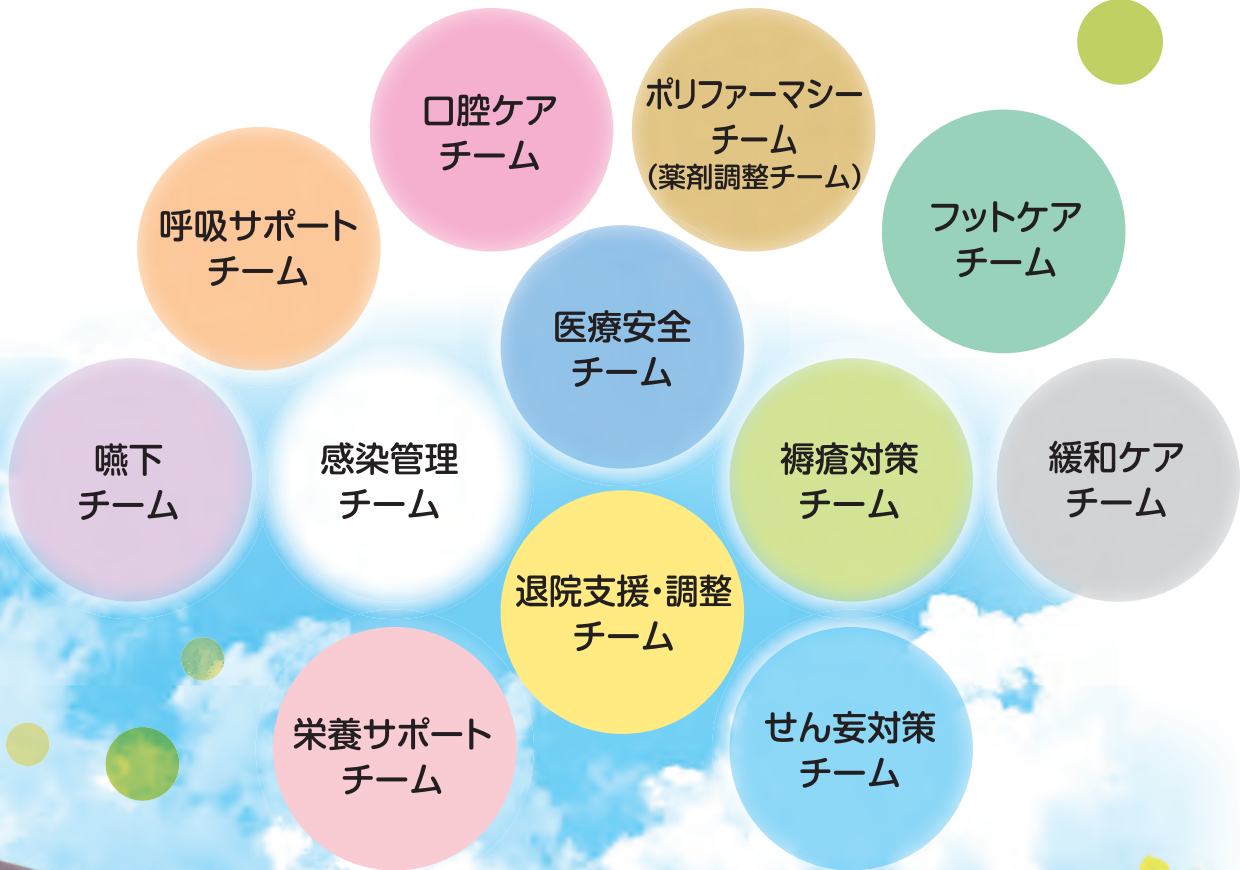 口腔ケア
チーム
ポリファーマシー
チーム
（薬剤調整チーム）
呼吸サポート
チーム
フットケア
チーム
医療安全
チーム
嚥下
チーム
感染管理
チーム
褥瘡対策
チーム
緩和ケア
チーム
退院支援・調整
チーム
栄養サポート
チーム
せん妄対策
チーム